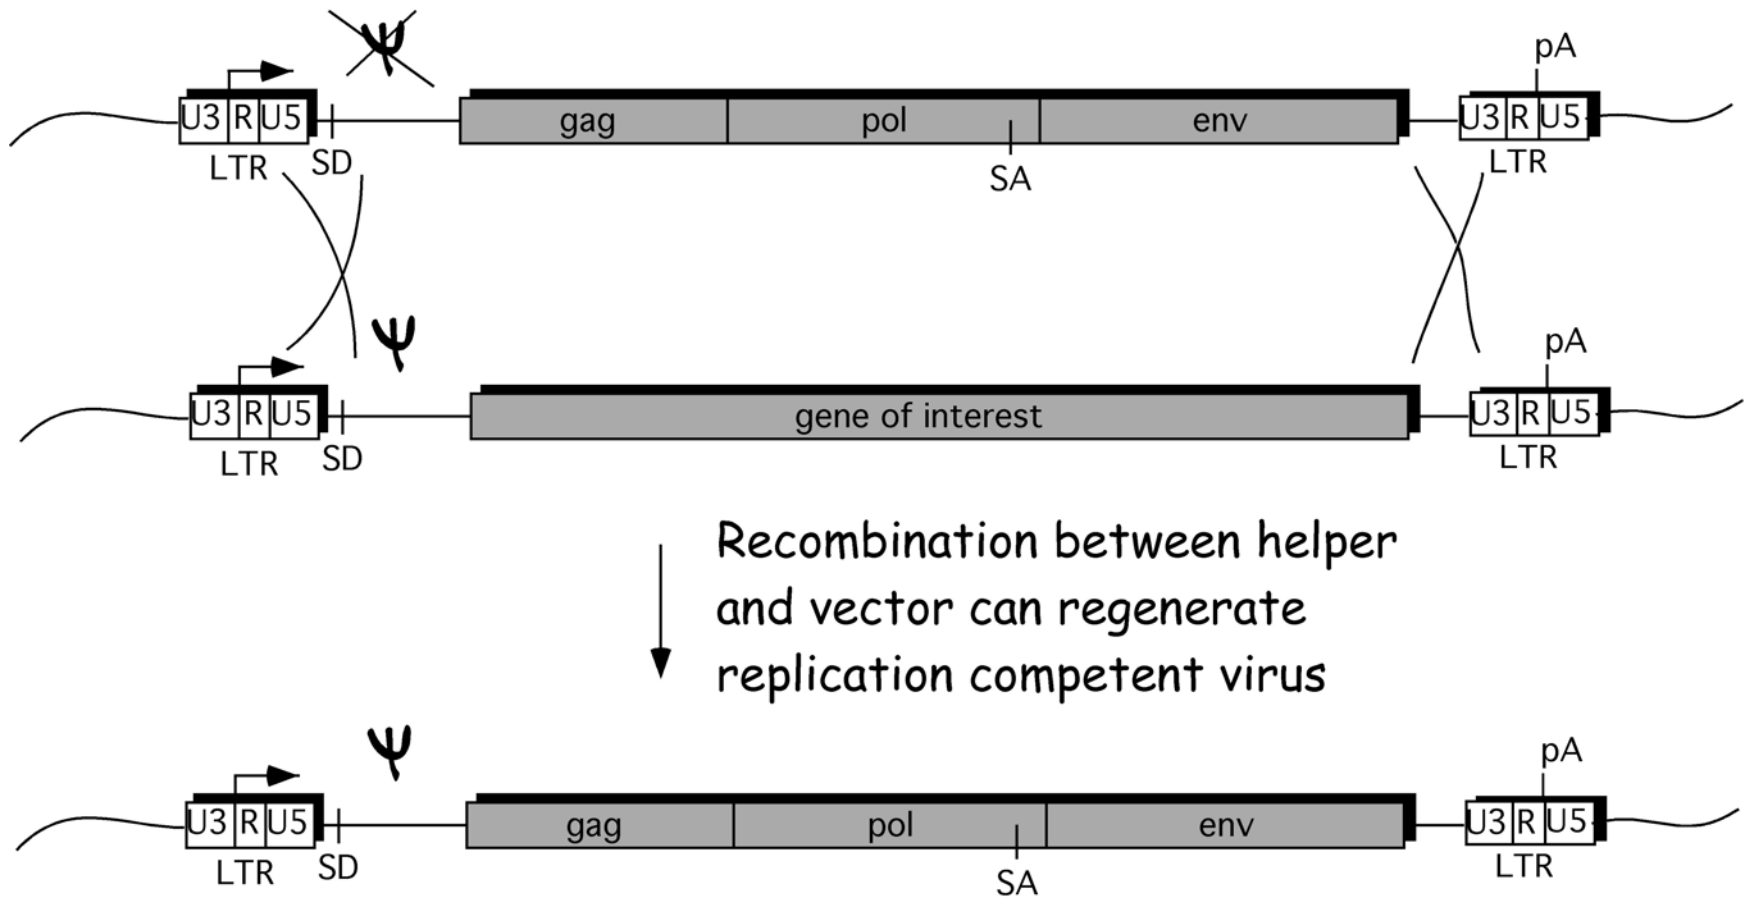 Ψ
pA
U3 R U5 gag pol env U3 R U5
LTR SD SA LTR
Ψ
pA
U3 R U5 gene of interest U3 R U5
LTR SD LTR
Recombination between helper
and vector can regenerate
replication competent virus
Ψ
pA
U3 R U5 gag pol env U3 R U5
LTR SD SA LTR